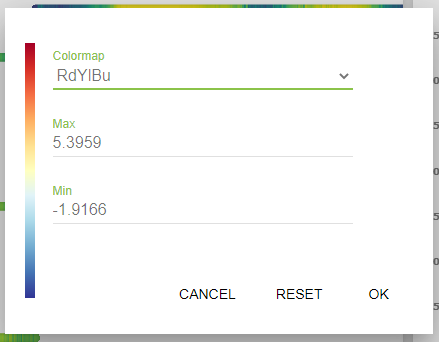 Colormap
RdYlBu
Max
5.3959
Min
-1.9166
CANCEL RESET OK